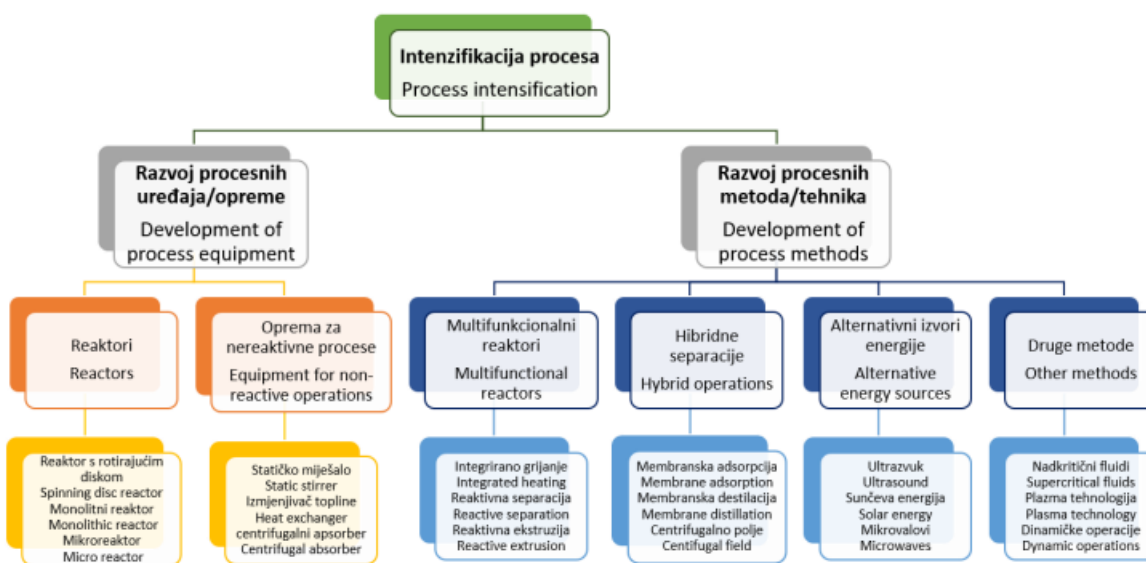 Intenzifikacija procesa
Process intensification
Razvoj procesnih
uređaja/opreme
Development of
process equipment
Razvoj procesnih
metoda/tehnika
Development of
process methods
Reaktori
Reactors
Oprema za
nereaktivne procese
Equipment for non-
reactive operations
Multifunkcionalni
reaktori
Multifunctional
reactors
Hibridne
separacije
Hybrid operations
Alternativni izvori
energije
Alternative
energy sources
Druge metode
Other methods
Reaktor s rotirajućim
diskom
Spinning disc reactor
Monolitni reaktor
Monolithic reactor
Mikroreaktor
Micro reactor
Statičko miješalo
Static stirrer
Izmjenjivač topline
Heat exchanger
centrifugalni apsorber
Centrifugal absorber
Integrirano grijanje
Integrated heating
Reaktivna separacija
Reactive separation
Reaktivna ekstruzija
Reactive extrusion
Membranska adsorpcija
Membrane adsorption
Membranska destilacija
Membrane distillation
Centrifugalno polje
Centifugal field
Ultrazvuk
Ultrasound
Sunčeva energija
Solar energy
Mikrovalovi
Microwaves
Nadkritični fluidi
Supercritical fluids
Plazma tehnologija
Plasma technology
Dinamičke operacije
Dynamic operations